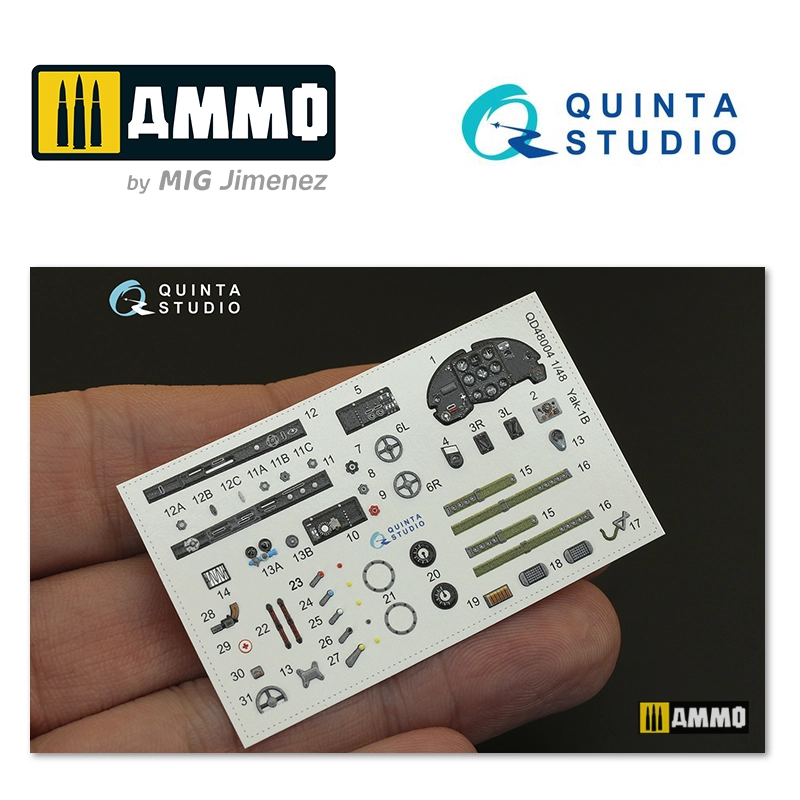 AMMO
by MIG Jimenez
QUINTA
STUDIO
QUINTA
STUDIO
QD48004 1/48 Yak-1B
1
2
3L
3R
4
5
6L
12
13
7
8
9
6R
11
11C
11B
11A
12C
12B
12A
16
15
16
15
17
18
19
20
21
10
13B
13A
QUINTA
STUDIO
14
23
24
25
26
27
28
22
29
13
30
31
AMMO